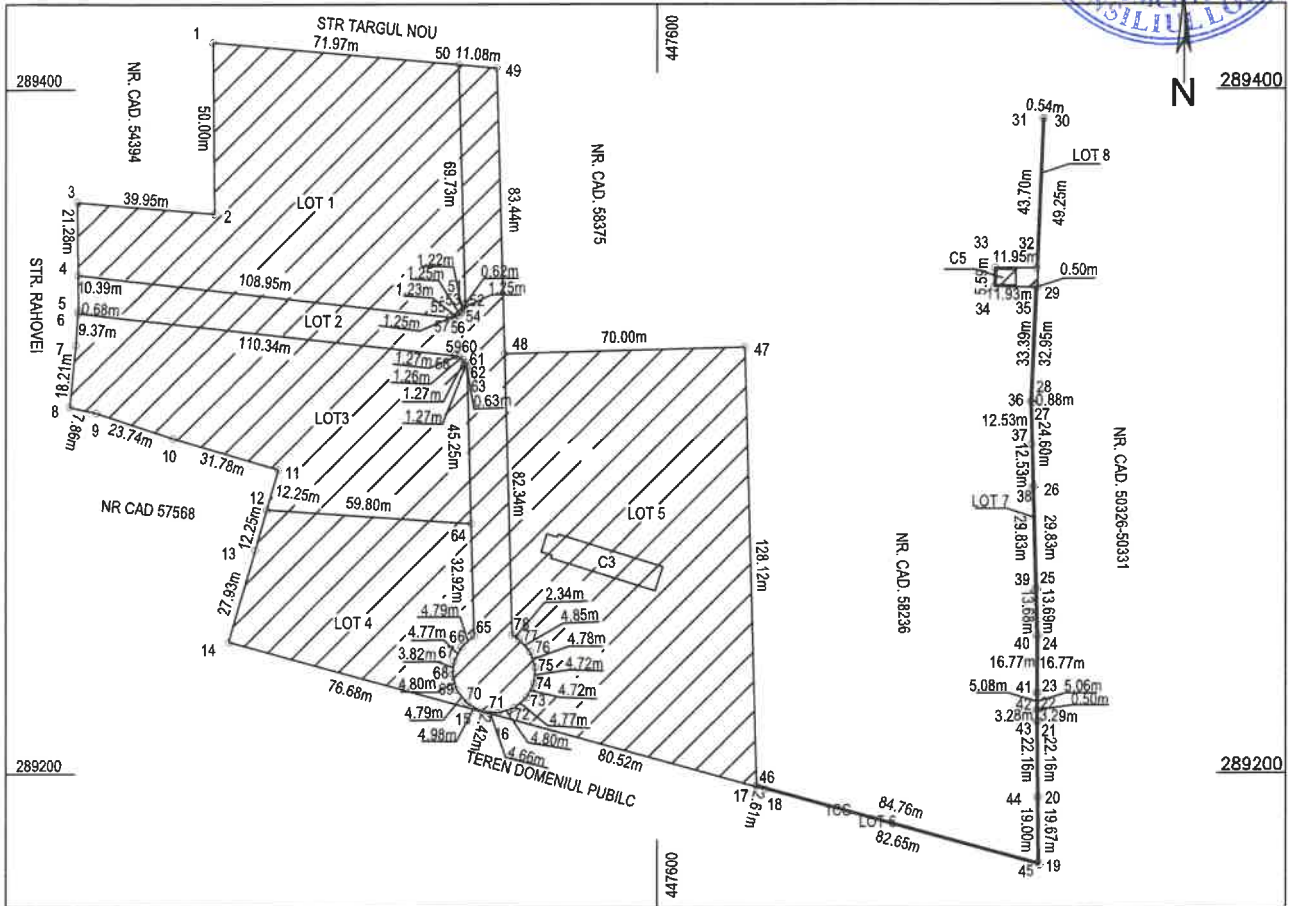 STR TARGUL NOU
1
71.97m
50
11.08m
49
447600
NSILIUL LO
N
289400
289400
NR. CAD. 54394
50.00m
0.54m
31
30
LOT 8
3
39.95m
2
LOT 1
69.73m
83.44m
NR. CAD. 58375
43.70m
49.25m
21.28m
4
STR. RAHOVEI
10.39m
108.95m
1.22m
1.25m
1.23m
51
53
55
52
0.62m
1.25m
54
33
32
C5
11.95m
5.59m
0.50m
11.93m
29
34
35
5
6
0.68m
LOT 2
1.25m
57
56
9.37m
110.34m
59
60
48
70.00m
47
33.39m
32.95m
7
1.27m
58
61
1.26m
62
1.27m
63
0.63m
1.27m
28
36
0.88m
27
12.53m
37
24.60m
18.12m
8
7.86m
9
23.74m
10
31.78m
LOT3
11
45.25m
82.34m
12.53m
38
26
NR. CAD. 50326-50331
LOT 7
NR CAD 57568
12
12.25m
59.80m
LOT 5
12.25m
64
13
C3
NR. CAD. 58236
128.12m
29.83m
29.83m
39
25
27.93m
32.92m
13.68m
13.69m
14
LOT 4
4.79m
66
65
78
2.34m
77
4.85m
76
4.78m
40
24
4.77m
67
3.82m
68
75
4.72m
16.77m
16.77m
4.80m
69
70
71
74
4.72m
73
5.08m
41
23
5.06m
42
22
0.50m
76.68m
4.79m
15
2.42m
72
4.77m
3.28m
3.29m
43
21
4.98m
4.80m
4.66m
22.16m
22.16m
TEREN DOMENIUL PUBILC
80.52m
289200
289200
46
17
18
2.61m
44
20
84.76m
LOT 6
82.65m
19.00m
19.67m
45
19
447600